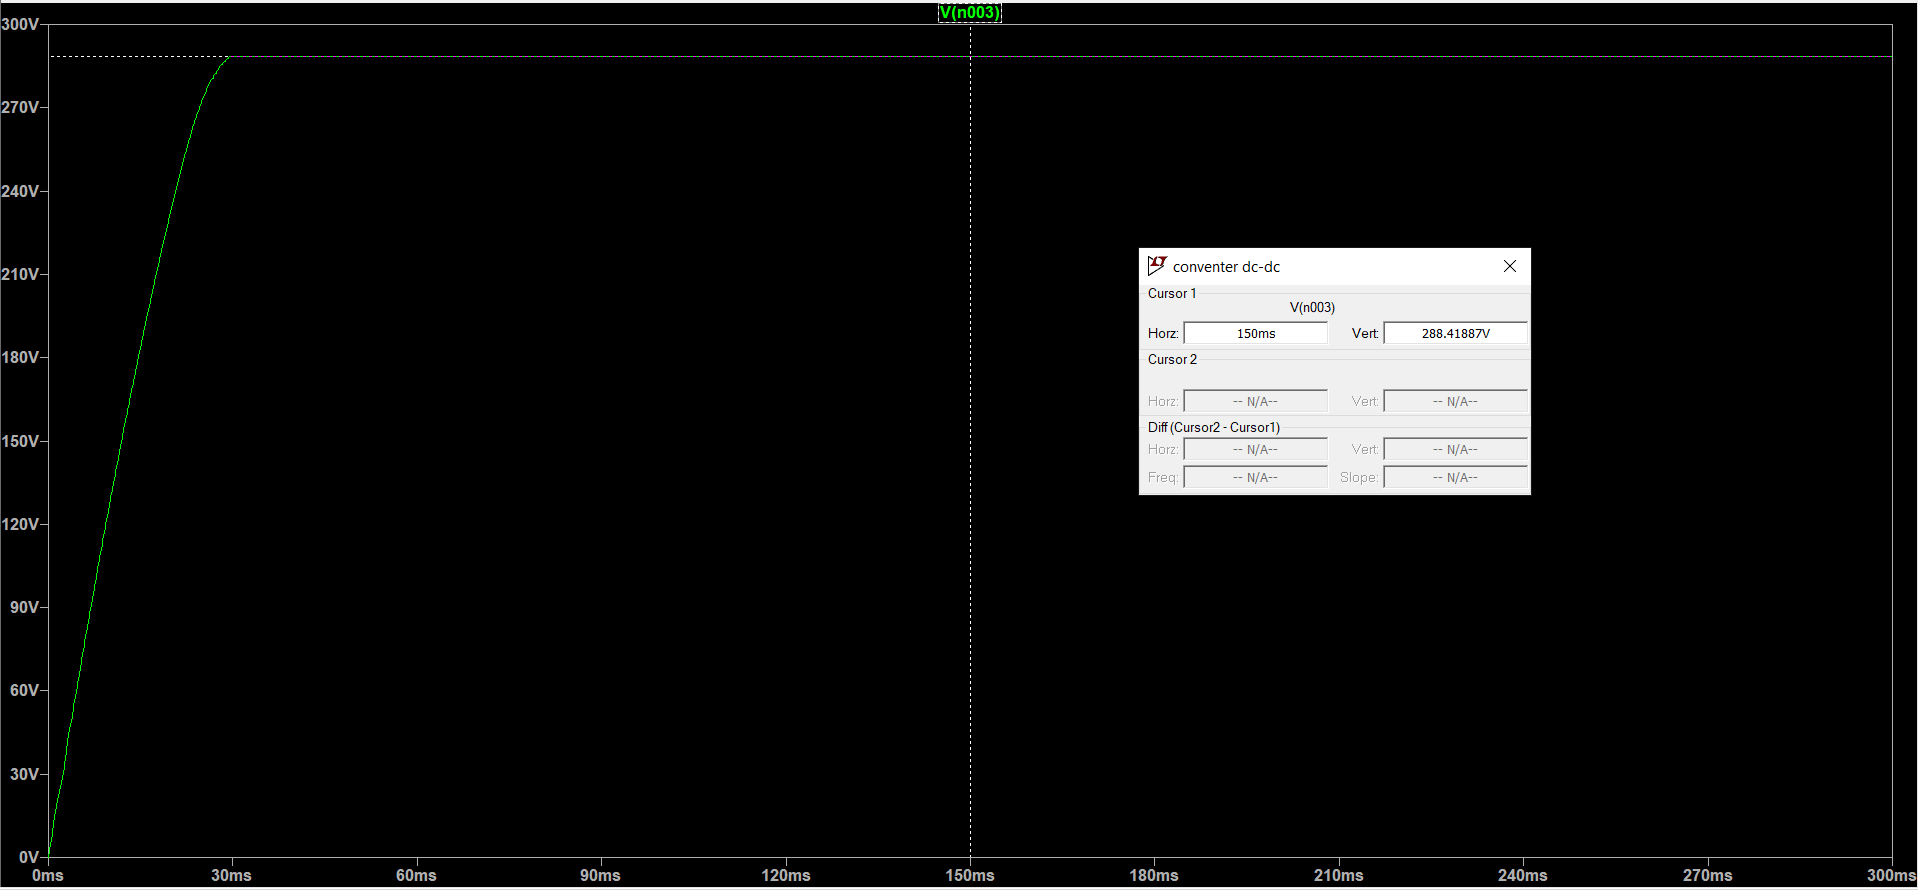 V(n003)
300V
270V
240V
210V
180V
150V
120V
90V
60V
30V
0V
0ms 30ms 60ms 90ms 120ms 150ms 180ms 210ms 240ms 270ms 300ms
LT conventer dc-dc
Cursor 1
V(n003)
Horz: 150ms Vert: 288.41887V
Cursor 2
Horz: -- N/A-- Vert: -- N/A--
Diff (Cursor2 - Cursor1)
Horz: -- N/A-- Vert: -- N/A--
Freq: -- N/A-- Slope: -- N/A--